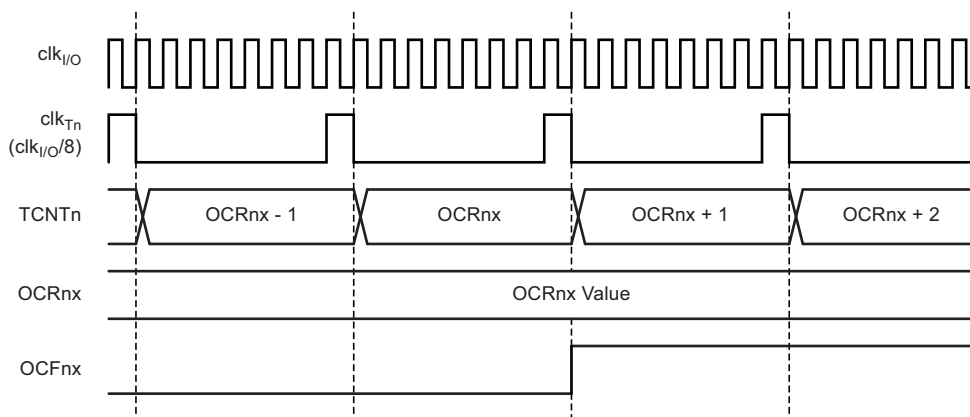 clkI/O
clkTn
(clkI/O/8)
TCNTn
OCRnx - 1
OCRnx
OCRnx + 1
OCRnx + 2
OCRnx
OCRnx Value
OCFnx